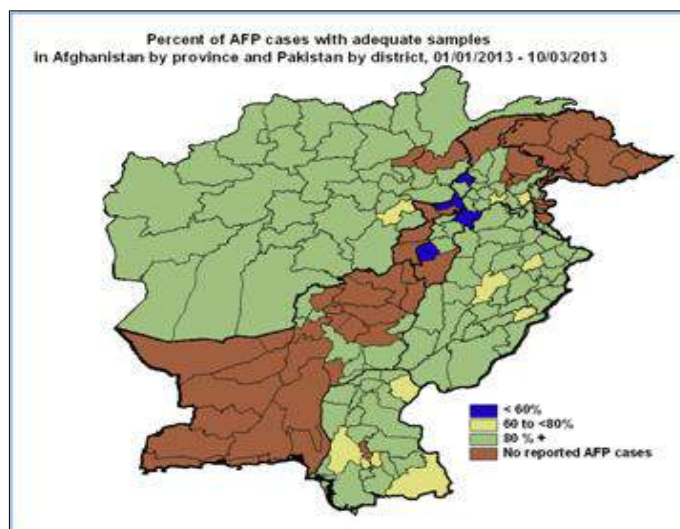 Percent of AFP cases with adequate samples
in Afghanistan by province and Pakistan by district, 01/01/2013 - 10/03/2013
< 60%
60 to <80%
80 % +
No reported AFP cases